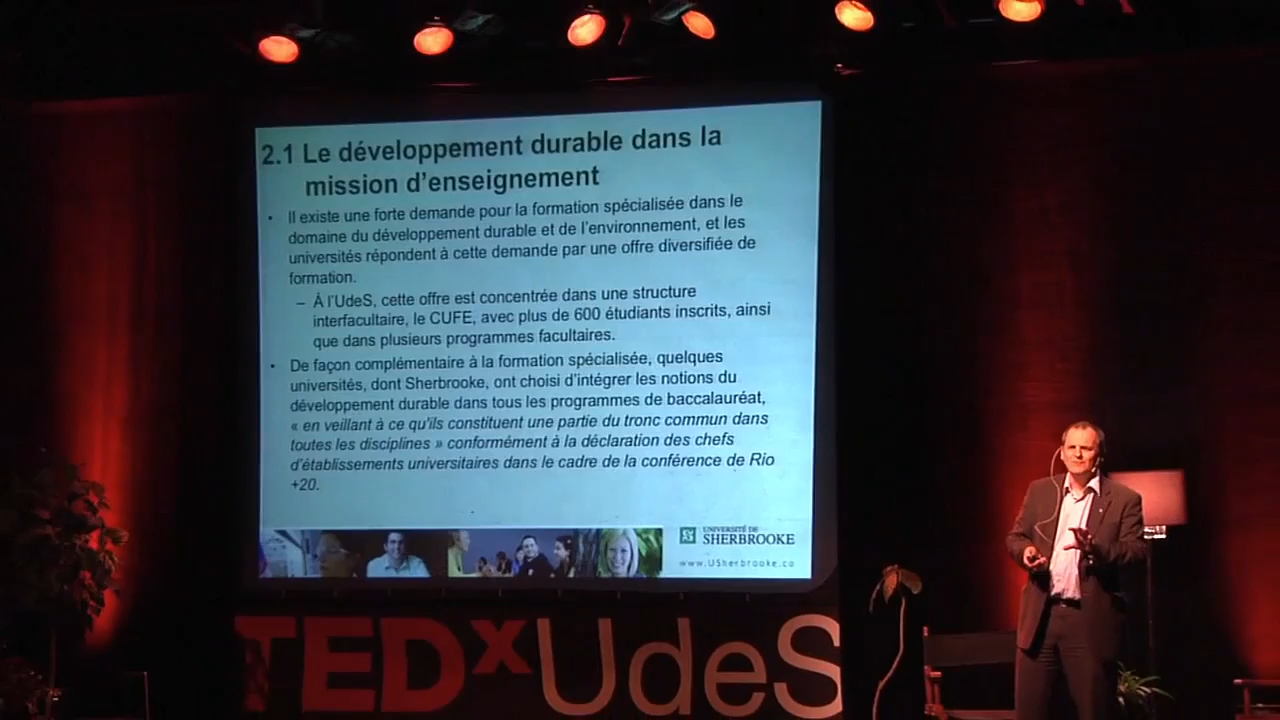 2.1 Le développement durable dans la
mission d'enseignement
• Il existe une forte demande pour la formation spécialisée dans le
domaine du développement durable et de l'environnement, et les
universités répondent à cette demande par une offre diversifiée de
formation.
– À l'UdeS, cette offre est concentrée dans une structure
interfacultaire, le CUFE, avec plus de 600 étudiants inscrits, ainsi
que dans plusieurs programmes facultaires.
• De façon complémentaire à la formation spécialisée, quelques
universités, dont Sherbrooke, ont choisi d'intégrer les notions du
développement durable dans tous les programmes de baccalauréat,
« en veillant à ce qu'ils constituent une partie du tronc commun dans
toutes les disciplines » conformément à la déclaration des chefs
d'établissements universitaires dans le cadre de la conférence de Rio
+20.
UNIVERSITÉ DE
SHERBROOKE
www.USherbrooke.ca
TEDxUdeS